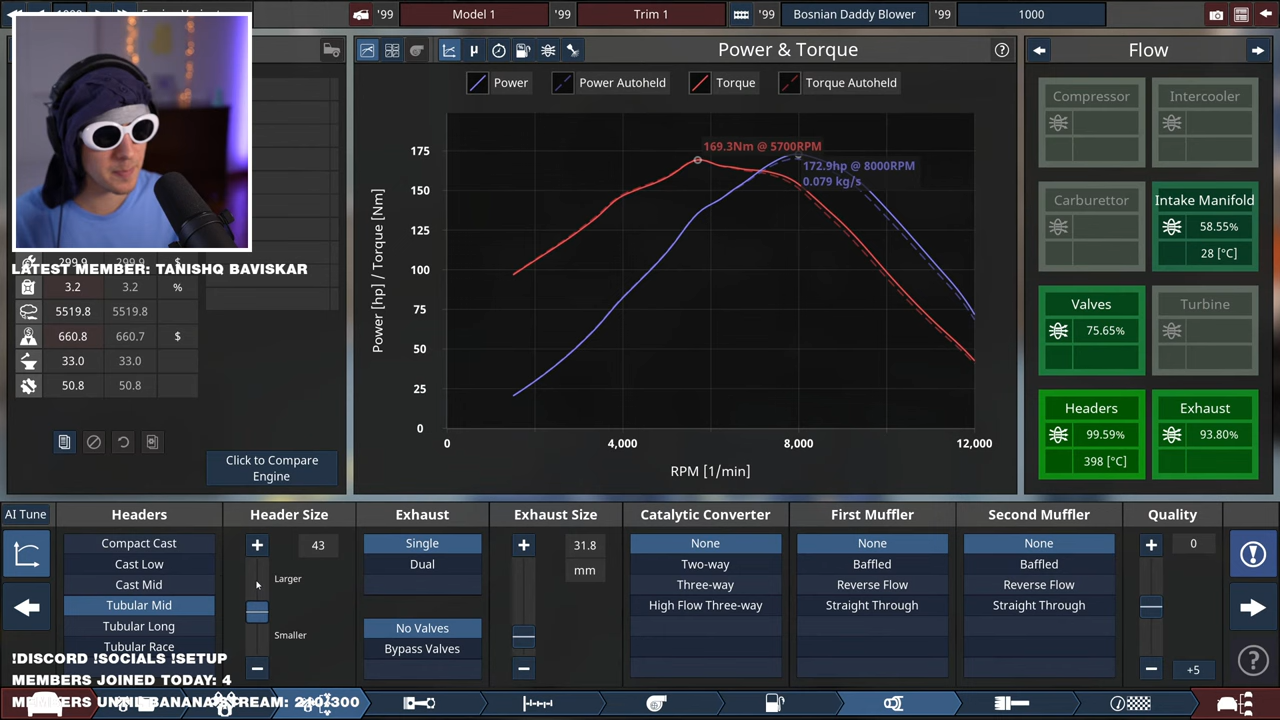 '99
Model 1
'99
Trim 1
'99
Bosnian Daddy Blower
'99
1000
Power & Torque
Flow
Power
Power Autoheld
Torque
Torque Autoheld
Compressor
Intercooler
Carburettor
Intake Manifold
58.55%
28 [°C]
Valves
75.65%
Turbine
Headers
99.59%
398 [°C]
Exhaust
93.80%
169.3Nm @ 5700RPM
172.9hp @ 8000RPM
0.079 kg/s
Power [hp] / Torque [Nm]
175
150
125
100
75
50
25
0
0
4,000
8,000
12,000
RPM [1/min]
LATEST MEMBER: TANISHQ BAVISKAR
299.9 299.9 $
3.2 3.2 %
5519.8 5519.8
660.8 660.7 $
33.0 33.0
50.8 50.8
Click to Compare
Engine
AI Tune
Headers
Compact Cast
Cast Low
Cast Mid
Tubular Mid
Tubular Long
Tubular Race
Header Size
43
Larger
Smaller
Exhaust
Single
Dual
No Valves
Bypass Valves
Exhaust Size
31.8
mm
Catalytic Converter
None
Two-way
Three-way
High Flow Three-way
First Muffler
None
Baffled
Reverse Flow
Straight Through
Second Muffler
None
Baffled
Reverse Flow
Straight Through
Quality
0
+5
!DISCORD !SOCIALS !SETUP
MEMBERS JOINED TODAY: 4